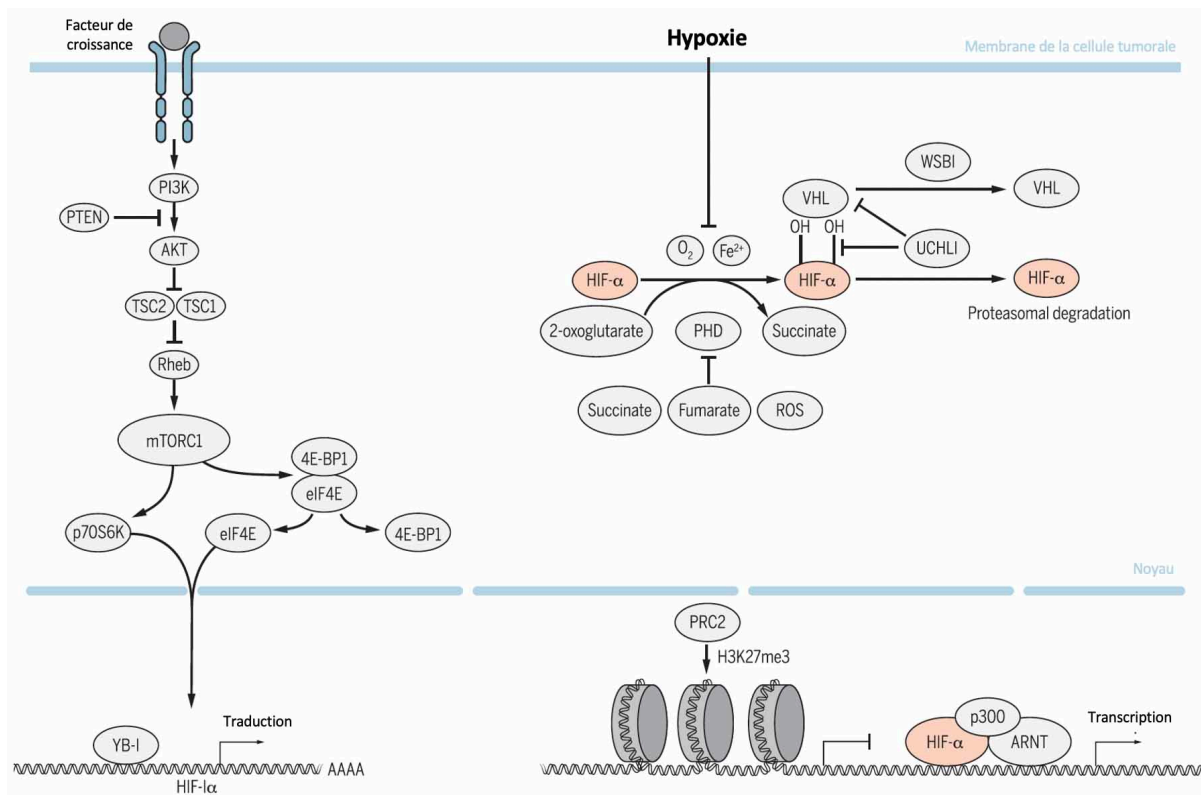 Facteur de
croissance
Hypoxie
Membrane de la cellule tumorale
PI3K
PTEN
AKT
TSC2
TSC1
Rheb
mTORC1
4E-BP1
eIF4E
p70S6K
eIF4E
4E-BP1
WSBI
VHL
VHL
OH
OH
UCHLI
O2
Fe2+
HIF-α
HIF-α
HIF-α
Proteasomal degradation
2-oxoglutarate
PHD
Succinate
Succinate
Fumarate
ROS
Noyau
PRC2
H3K27me3
YB-I
Traduction
AAAA
HIF-Iα
p300
HIF-α
ARNT
Transcription